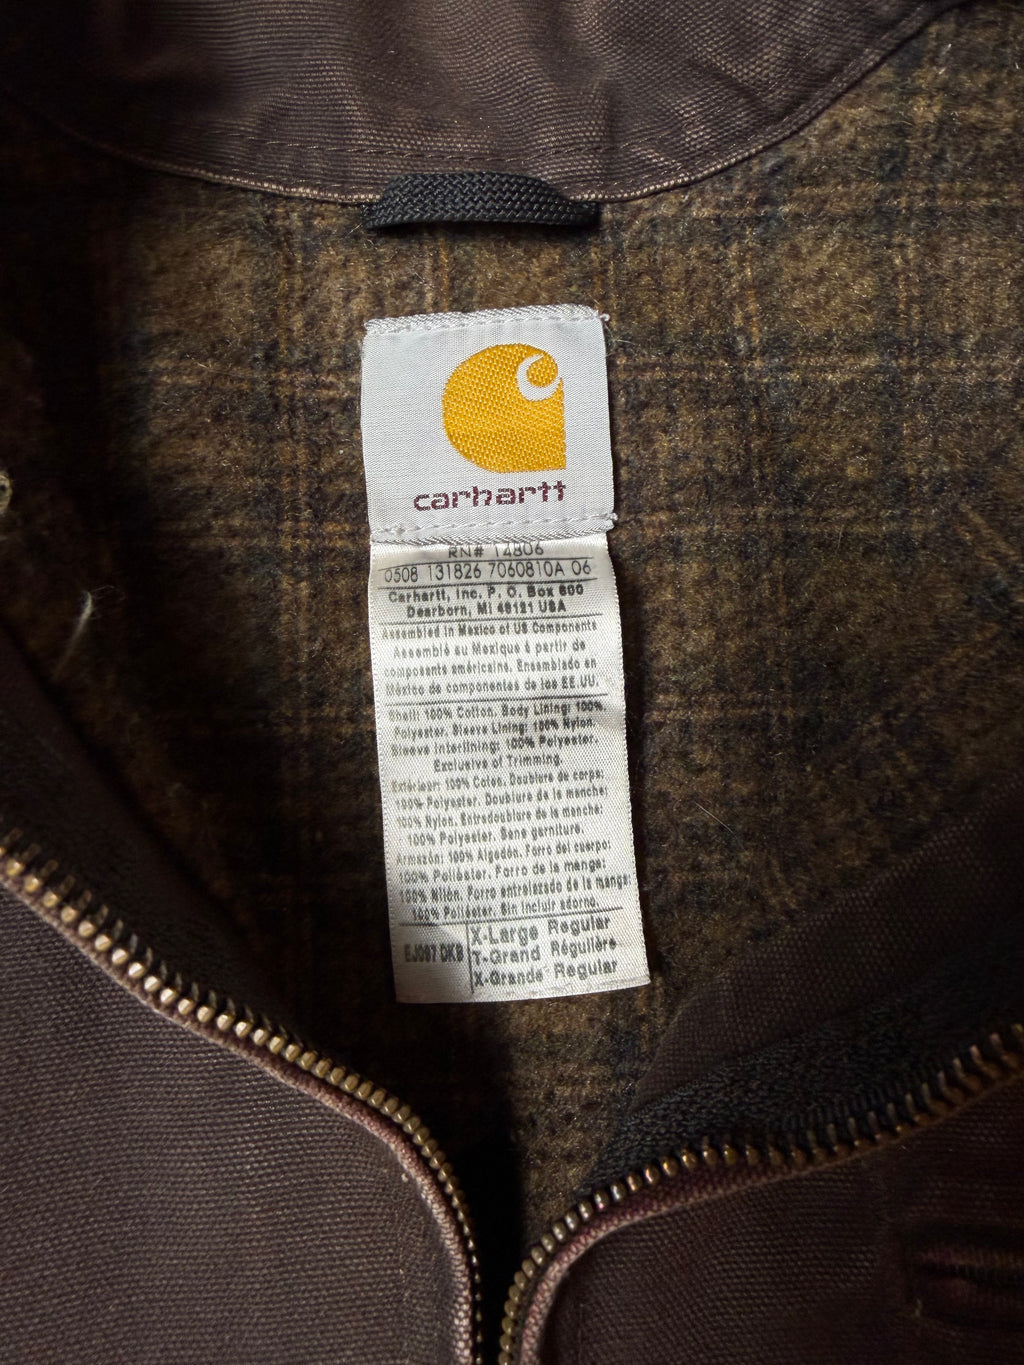 carhartt
RN# 14806
0508 131826 7060810A 06
Carhartt, Inc. P. O. Box 600
Dearborn, MI 48121 USA
Assembled in Mexico of US Components
Assemblé au Mexique à partir de
composants américains. Ensamblado en
México de componentes de los EE.UU.
Shell: 100% Cotton. Body Lining: 100%
Polyester. Sleeve Lining: 100% Nylon.
Sleeve Interlining: 100% Polyester.
Exclusive of Trimming.
Extérieur: 100% Coton. Doublure de corps:
100% Polyester. Doublure de la manche:
100% Nylon. Entredoublure de la manche:
100% Polyester. Sans garniture.
Armazón: 100% Algodón. Forro del cuerpo:
100% Poliéster. Forro de la manga:
100% Nilón. Forro entrelazado de la manga:
100% Poliéster. Sin incluir adorno.
EJ097 DKB
X-Large Regular
T-Grand Régulière
X-Grande Regular